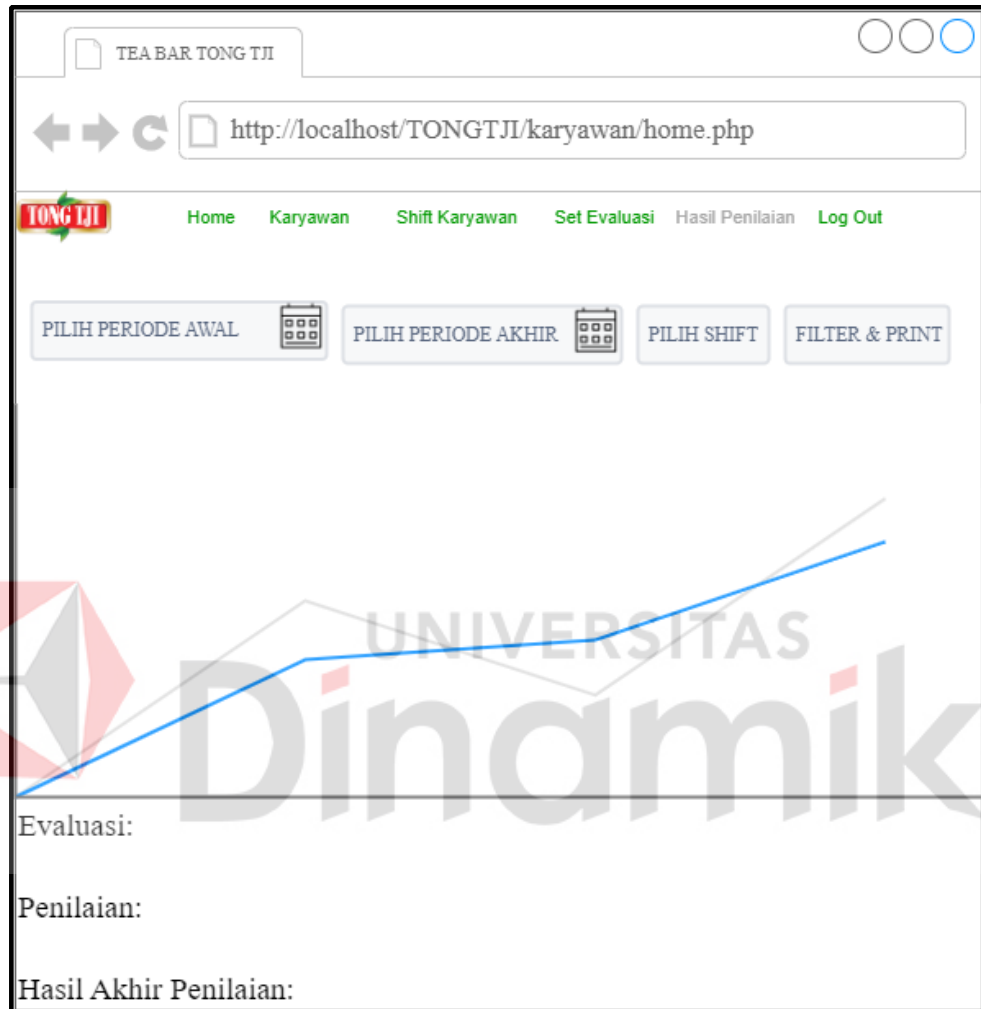 TEA BAR TONG TJI
http://localhost/TONGTJI/karyawan/home.php
TONG TJI Home Karyawan Shift Karyawan Set Evaluasi Hasil Penilaian Log Out
PILIH PERIODE AWAL PILIH PERIODE AKHIR PILIH SHIFT FILTER & PRINT
UNIVERSITAS
Dinamik
Evaluasi:
Penilaian:
Hasil Akhir Penilaian: